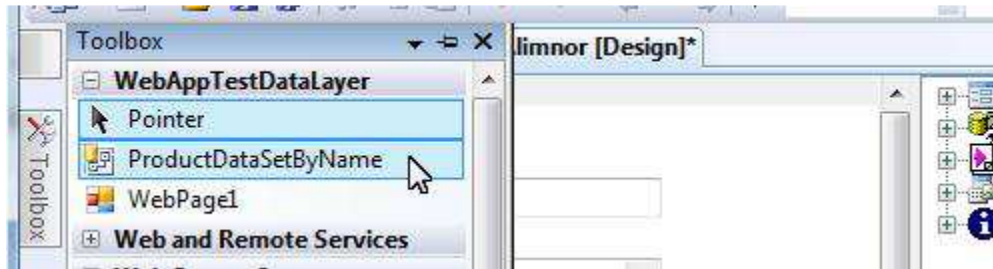 Toolbox
limnor [Design]*
WebAppTestDataLayer
Pointer
ProductDataSetByName
WebPage1
Web and Remote Services
Toolbox